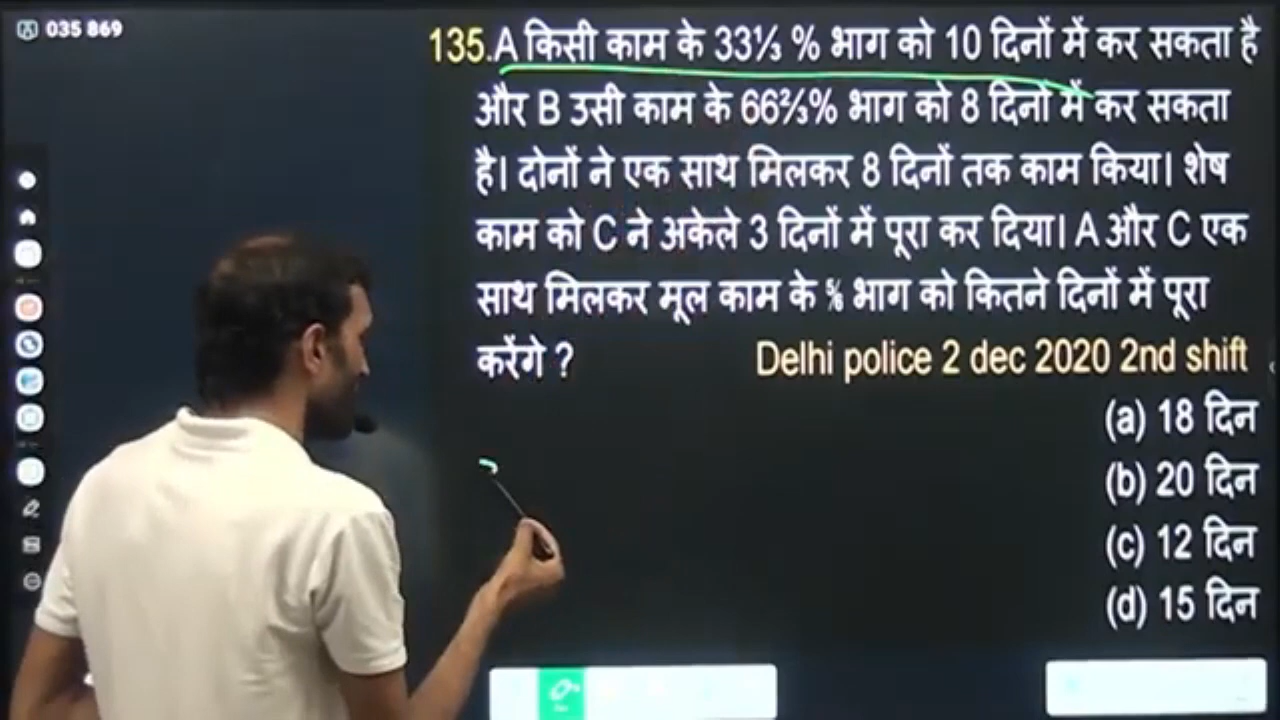 035 869
135.A किसी काम के 33⅓ % भाग को 10 दिनों में कर सकता है
और B उसी काम के 66⅔% भाग को 8 दिनों में कर सकता
है। दोनों ने एक साथ मिलकर 8 दिनों तक काम किया। शेष
काम को C ने अकेले 3 दिनों में पूरा कर दिया। A और C एक
साथ मिलकर मूल काम के भाग को कितने दिनों में पूरा
करेंगे ? Delhi police 2 dec 2020 2nd shift
(a) 18 दिन
(b) 20 दिन
(c) 12 दिन
(d) 15 दिन